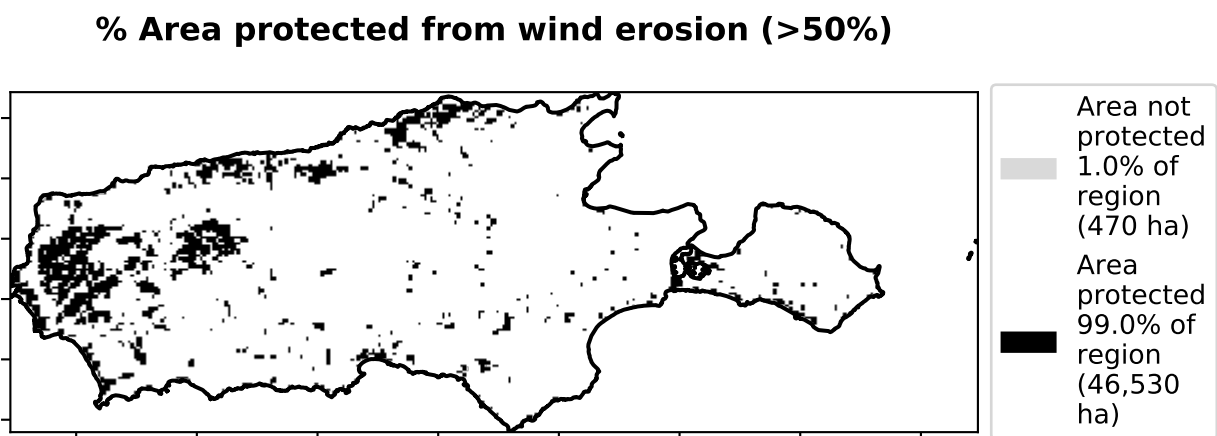 % Area protected from wind erosion (>50%)
Area not
protected
1.0% of
region
(470 ha)
Area
protected
99.0% of
region
(46,530
ha)